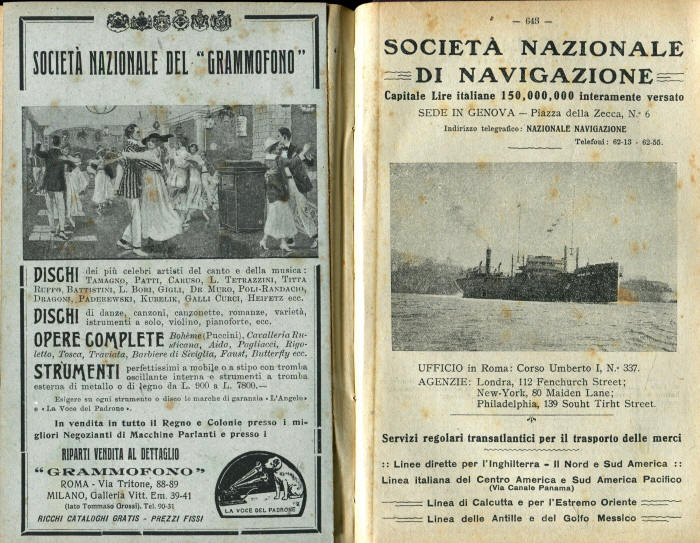 SOCIETÀ NAZIONALE DEL "GRAMMOFONO"
DISCHI dei più celebri artisti del canto e della musica:
TAMAGNO, PATTI, CARUSO, L. TETRAZZINI, TITTA
RUFFO, BATTISTINI, L. BORI, GIGLI, DE MURO, POLI-RANDACIO,
DRAGONI, PADEREWSKI, KUBELIK, GALLI CURCI, HEIFETZ ecc.
DISCHI di danze, canzoni, canzonette, romanze, varietà,
istrumenti a solo, violino, pianoforte, ecc.
OPERE COMPLETE Bohème (Puccini), Cavalleria Ru-
sticana, Aida, Pagliacci, Rigo-
letto, Tosca, Traviata, Barbiere di Siviglia, Faust, Butterfly ecc.
STRUMENTI perfettissimi a mobile o a stipo con tromba
oscillante interna e strumenti a tromba
esterna di metallo o di legno da L. 900 a L. 7800.—
Esigere su ogni strumento o disco le marche di garanzia « L'Angelo »
e « La Voce del Padrone ».
In vendita in tutto il Regno e Colonie presso i mi-
gliori Negozianti di Macchine Parlanti e presso i
RIPARTI VENDITA AL DETTAGLIO
"GRAMMOFONO"
ROMA - Via Tritone, 88-89
MILANO, Galleria Vitt. Em. 39-41
(lato Tommaso Grossi). Tel. 90-31
RICCHI CATALOGHI GRATIS - PREZZI FISSI
LA VOCE DEL PADRONE
— 643 —
SOCIETÀ NAZIONALE
DI NAVIGAZIONE
Capitale Lire italiane 150,000,000 interamente versato
SEDE IN GENOVA — Piazza della Zecca, N.º 6
Indirizzo telegrafico: NAZIONALE NAVIGAZIONE
Telefoni: 62-13 - 62-55.
UFFICIO in Roma: Corso Umberto I, N.º 337.
AGENZIE: Londra, 112 Fenchurch Street;
New-York, 80 Maiden Lane;
Philadelphia, 139 Souht Tirht Street.
Servizi regolari transatlantici per il trasporto delle merci
:: Linee dirette per l'Inghilterra - Il Nord e Sud America ::
Linea italiana del Centro America e Sud America Pacifico
(Via Canale Panama)
Linea di Calcutta e per l'Estremo Oriente
Linea delle Antille e del Golfo Messico